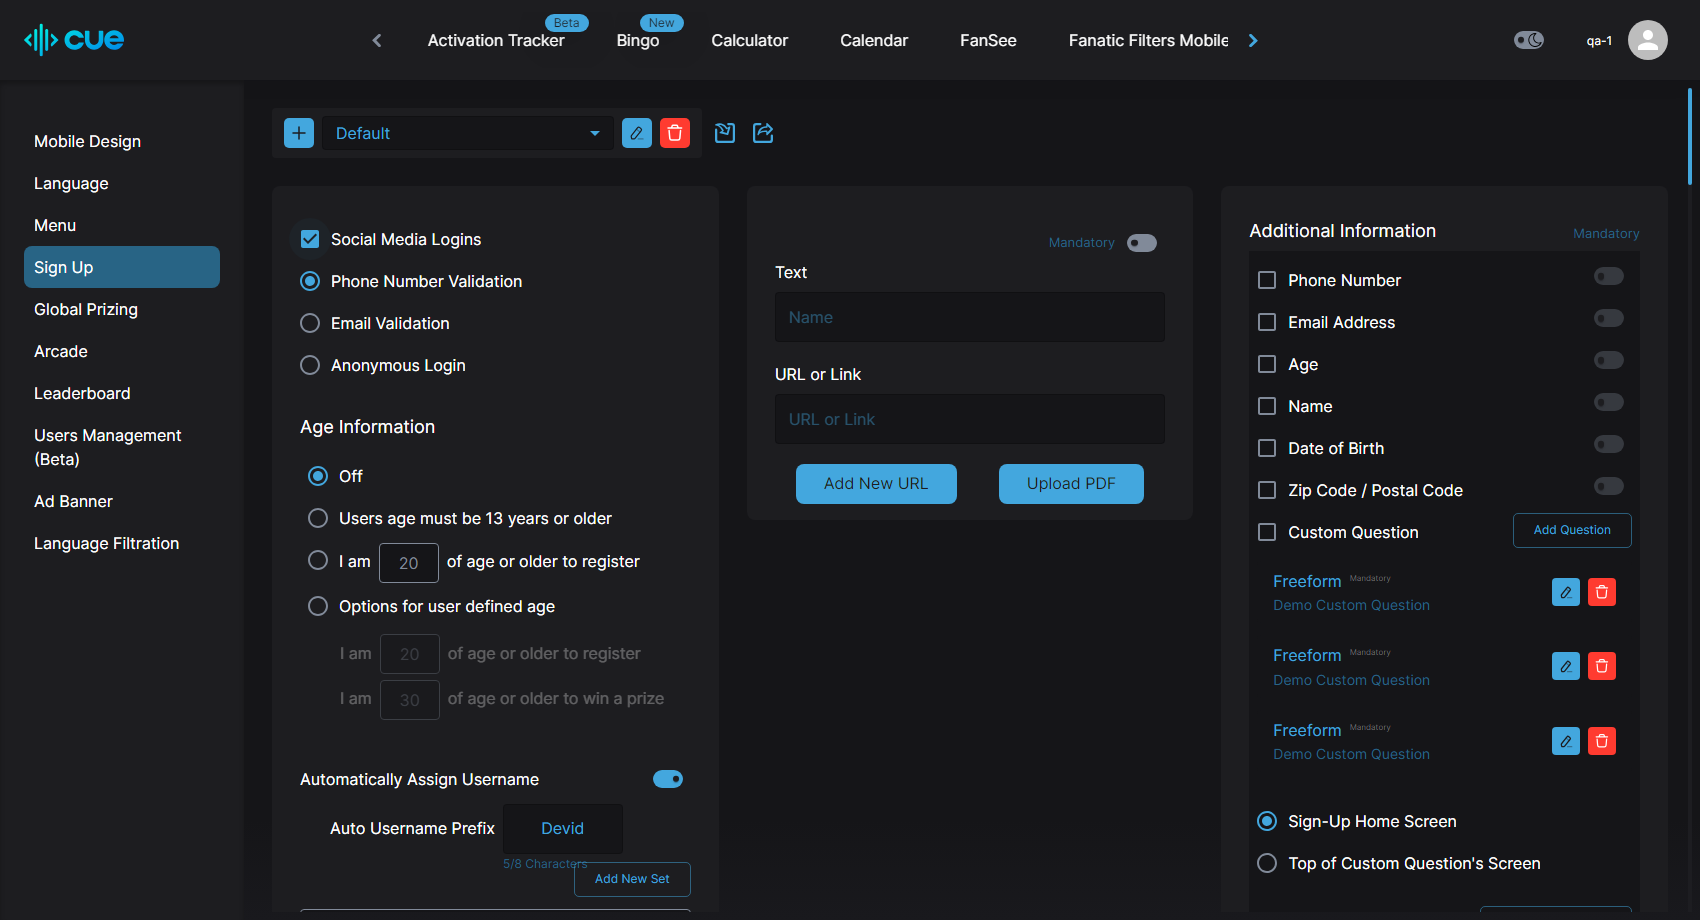 cue
Activation Tracker
Beta
Bingo
New
Calculator
Calendar
FanSee
Fanatic Filters Mobile
qa-1
Mobile Design
Language
Menu
Sign Up
Global Prizing
Arcade
Leaderboard
Users Management
(Beta)
Ad Banner
Language Filtration
Default
Social Media Logins
Phone Number Validation
Email Validation
Anonymous Login
Age Information
Off
Users age must be 13 years or older
I am 20 of age or older to register
Options for user defined age
I am 20 of age or older to register
I am 30 of age or older to win a prize
Automatically Assign Username
Auto Username Prefix Devid
5/8 Characters
Add New Set
Mandatory
Text
Name
URL or Link
URL or Link
Add New URL
Upload PDF
Additional Information
Mandatory
Phone Number
Email Address
Age
Name
Date of Birth
Zip Code / Postal Code
Custom Question
Add Question
Freeform Mandatory
Demo Custom Question
Freeform Mandatory
Demo Custom Question
Freeform Mandatory
Demo Custom Question
Sign-Up Home Screen
Top of Custom Question's Screen